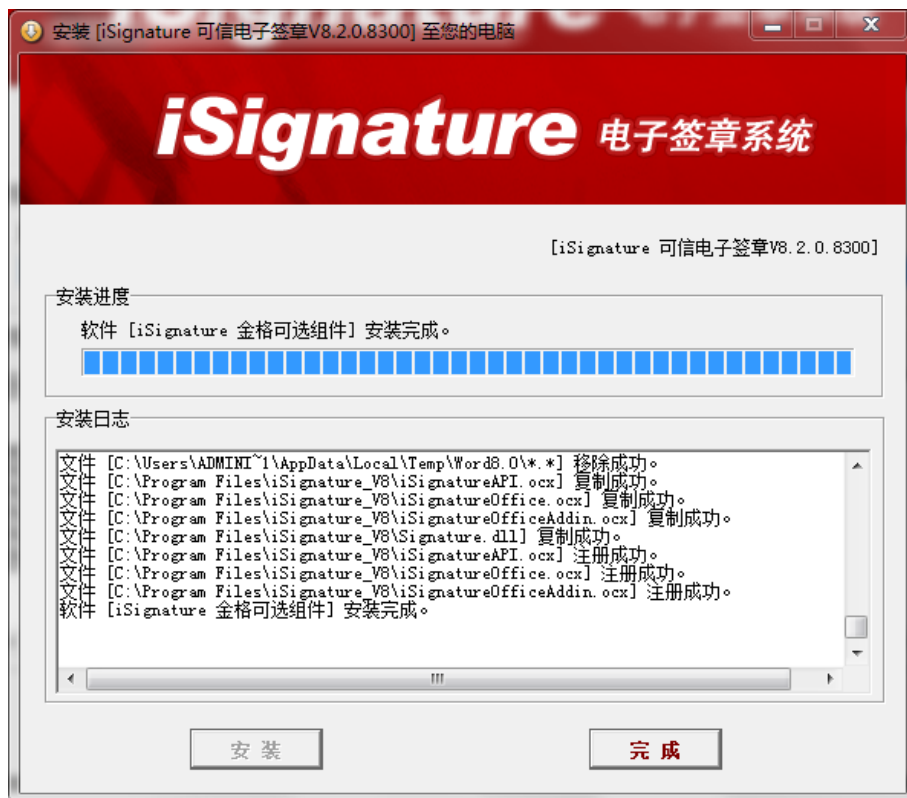 安装 [iSignature 可信电子签章V8.2.0.8300] 至您的电脑
iSignature 电子签章系统
[iSignature 可信电子签章V8.2.0.8300]
安装进度
软件 [iSignature 金格可选组件] 安装完成。
安装日志
文件 [C:\Users\ADMINI~1\AppData\Local\Temp\Word8.0\*.*] 移除成功。
文件 [C:\Program Files\iSignature_V8\iSignatureAPI.ocx] 复制成功。
文件 [C:\Program Files\iSignature_V8\iSignatureOffice.ocx] 复制成功。
文件 [C:\Program Files\iSignature_V8\iSignatureOfficeAddin.ocx] 复制成功。
文件 [C:\Program Files\iSignature_V8\Signature.dll] 复制成功。
文件 [C:\Program Files\iSignature_V8\iSignatureAPI.ocx] 注册成功。
文件 [C:\Program Files\iSignature_V8\iSignatureOffice.ocx] 注册成功。
文件 [C:\Program Files\iSignature_V8\iSignatureOfficeAddin.ocx] 注册成功。
软件 [iSignature 金格可选组件] 安装完成。
安 装
完 成